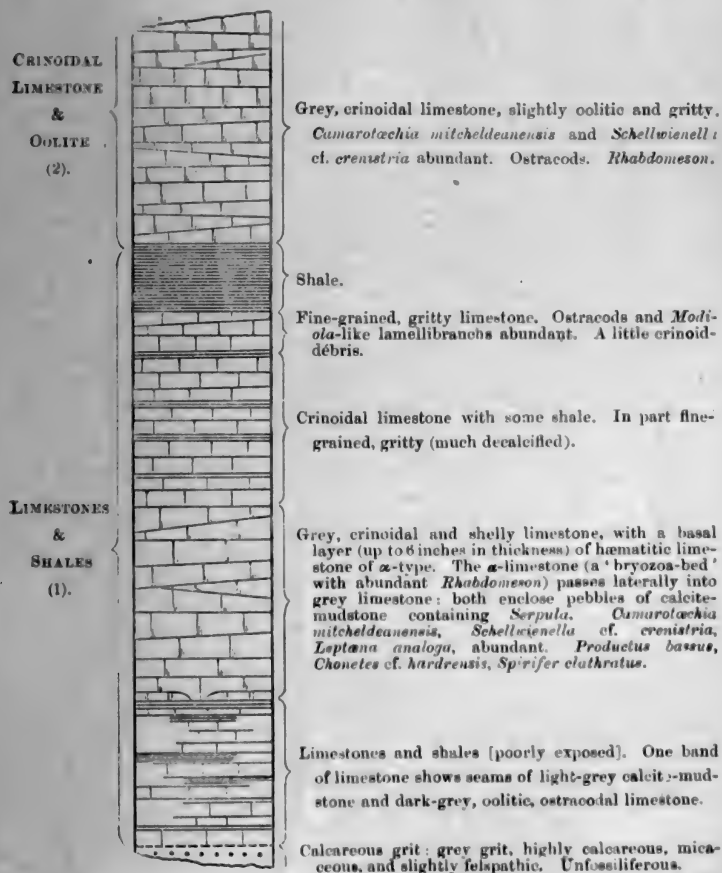 CRINOIDAL
LIMESTONE
&
OOLITE
(2).
Grey, crinoidal limestone, slightly oolitic and gritty.
Camarotœchia mitcheldeanensis and Schellwienell
cf. crenistria abundant. Ostracods. Rhabdomeson.
Shale.
Fine-grained, gritty limestone. Ostracods and Modi-
ola-like lamellibranchs abundant. A little crinoid-
débris.
Crinoidal limestone with some shale. In part fine-
grained, gritty (much decalcified).
LIMESTONES
&
SHALES
(1).
Grey, crinoidal and shelly limestone, with a basal
layer (up to 6 inches in thickness) of hæmatitic lime-
stone of α-type. The α-limestone (a ‘bryozoa-bed’
with abundant Rhabdomeson) passes laterally into
grey limestone: both enclose pebbles of calcite-
mudstone containing Serpula. Camarotœchia
mitcheldeanensis, Schellwienella cf. crenistria,
Leptæna analoga, abundant. Productus bassus,
Chonetes cf. hardrensis, Spirifer clathratus.
Limestones and shales [poorly exposed]. One band
of limestone shows seams of light-grey calcite-mud-
stone and dark-grey, oolitic, ostracodal limestone.
Calcareous grit: grey grit, highly calcareous, mica-
ceous, and slightly felspathic. Unfossiliferous.